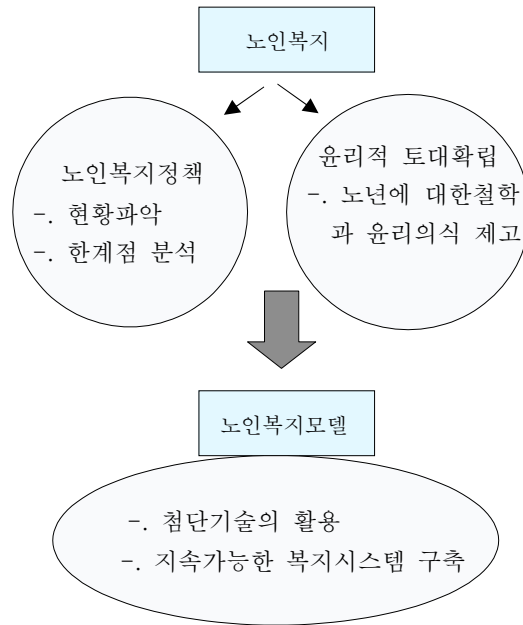 노인복지
노인복지정책
-. 현황파악
-. 한계점 분석
윤리적 토대확립
-. 노년에 대한철학
과 윤리의식 제고
노인복지모델
-. 첨단기술의 활용
-. 지속가능한 복지시스템 구축